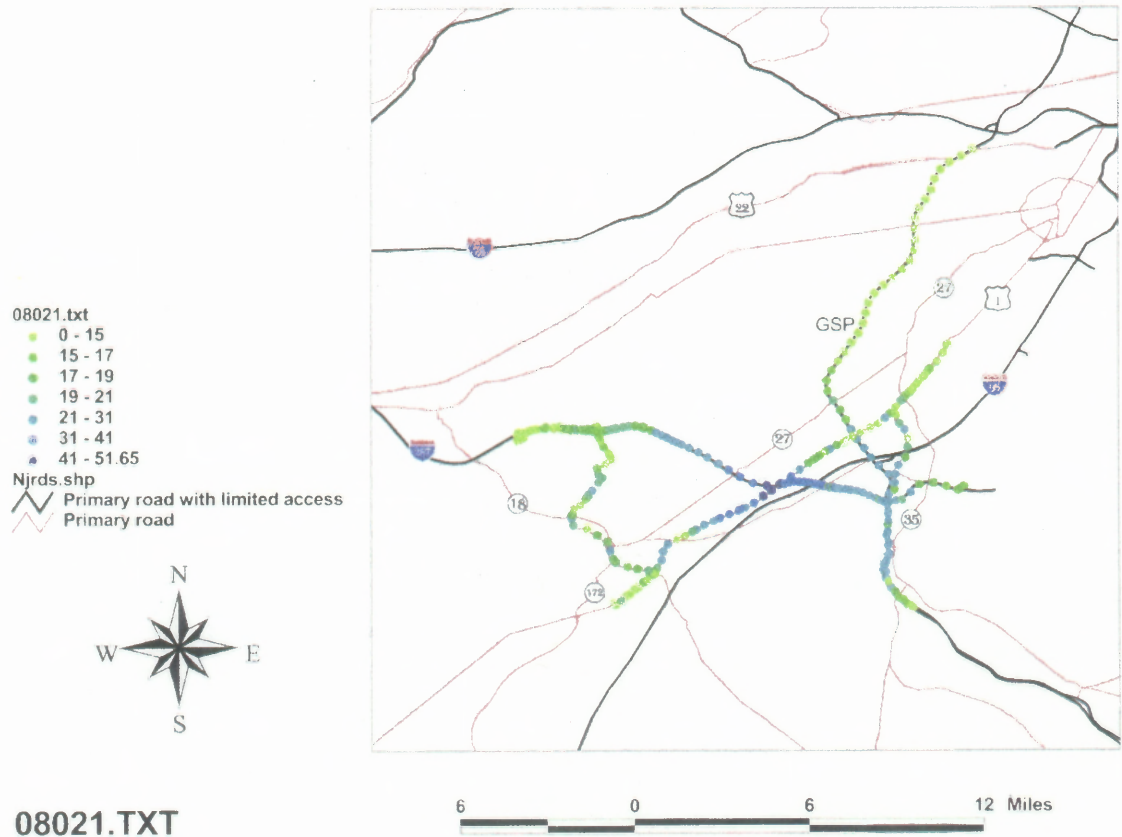 22
27
1
GSP
95
27
18
35
172
08021.txt
0 - 15
15 - 17
17 - 19
19 - 21
21 - 31
31 - 41
41 - 51.65
Njrds.shp
Primary road with limited access
Primary road
N
W E
S
08021.TXT
6 0 6 12 Miles